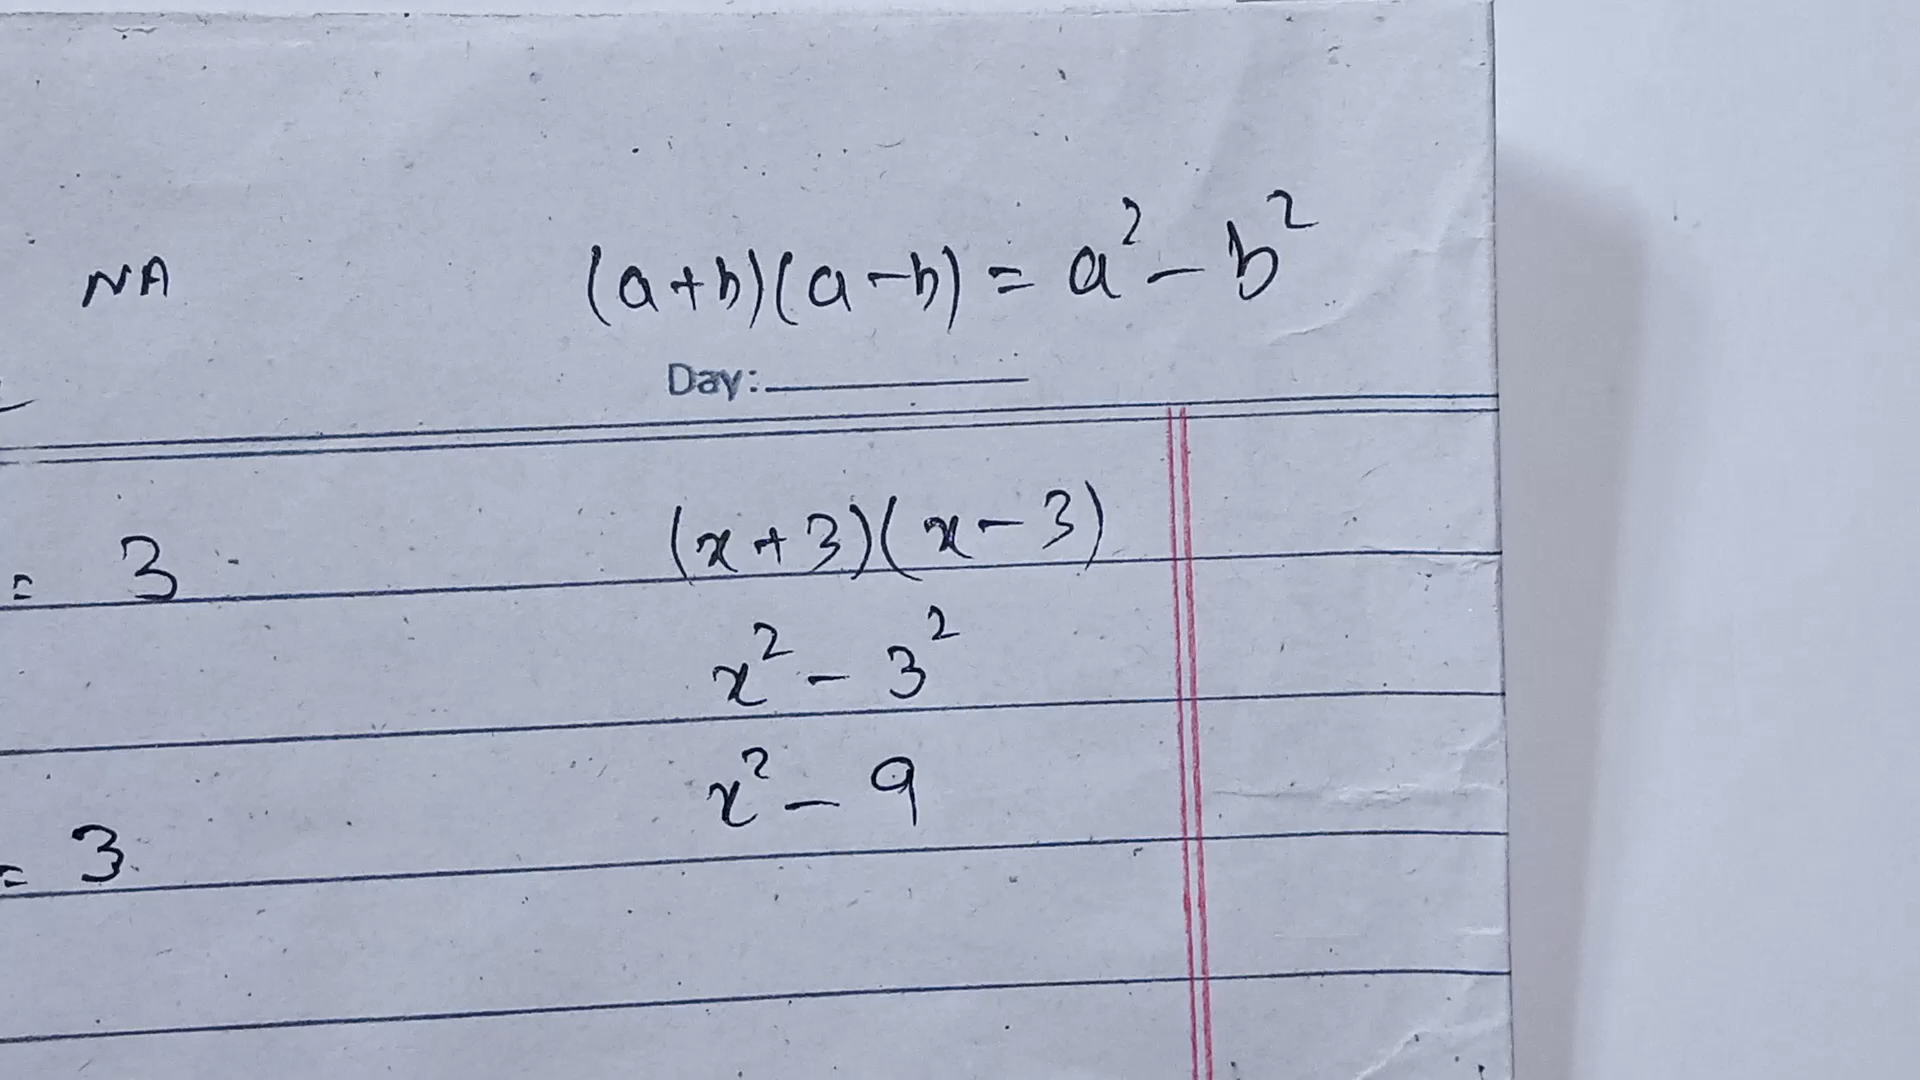 NA (a+b)(a-b) = a² - b²
Day:
= 3 (x+3)(x-3)
x² - 3²
x² - 9
= 3